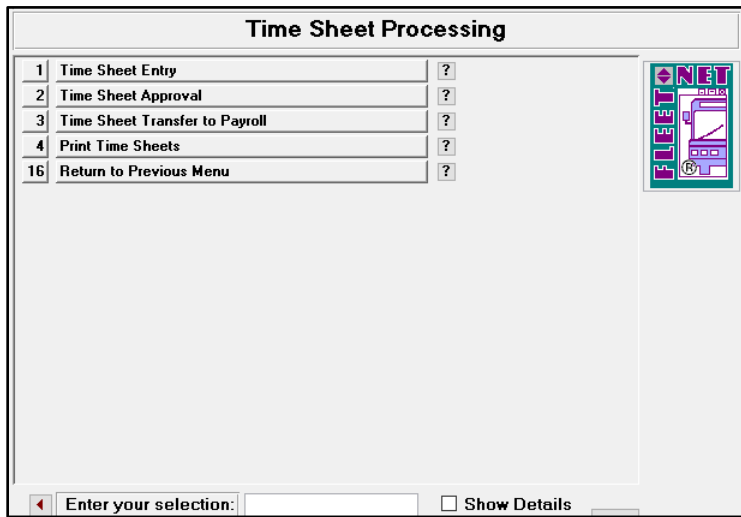 Time Sheet Processing
1 Time Sheet Entry ?
2 Time Sheet Approval ?
3 Time Sheet Transfer to Payroll ?
4 Print Time Sheets ?
16 Return to Previous Menu ?
FLEET NET
®
Enter your selection: Show Details